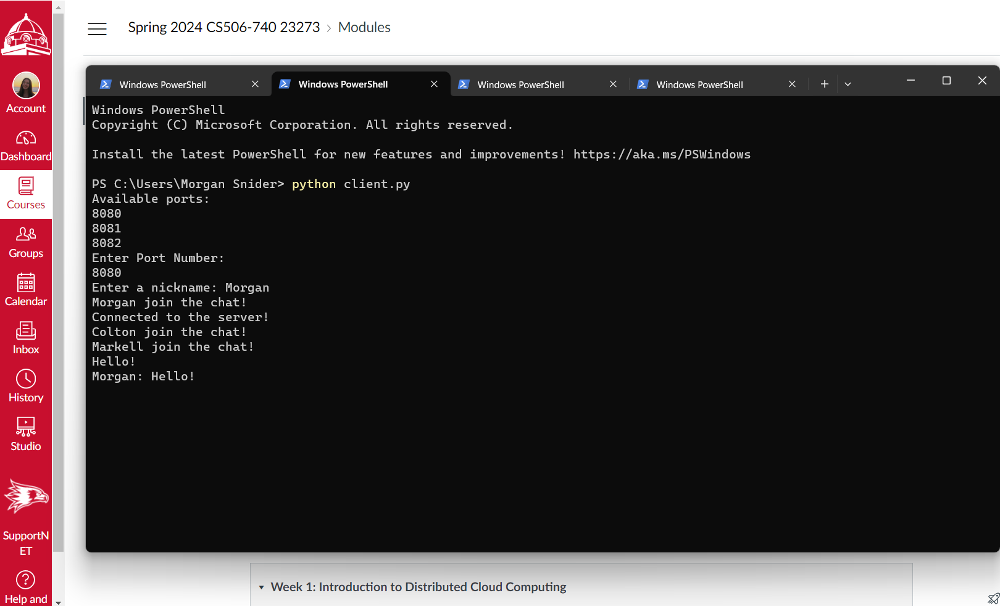 Spring 2024 CS506-740 23273 › Modules
Account
Dashboard
Courses
Groups
Calendar
Inbox
History
Studio
SupportN
ET
Help and
Windows PowerShell
Windows PowerShell
Windows PowerShell
Windows PowerShell
Windows PowerShell
Copyright (C) Microsoft Corporation. All rights reserved.
Install the latest PowerShell for new features and improvements! https://aka.ms/PSWindows
PS C:\Users\Morgan Snider> python client.py
Available ports:
8080
8081
8082
Enter Port Number:
8080
Enter a nickname: Morgan
Morgan join the chat!
Connected to the server!
Colton join the chat!
Markell join the chat!
Hello!
Morgan: Hello!
Week 1: Introduction to Distributed Cloud Computing